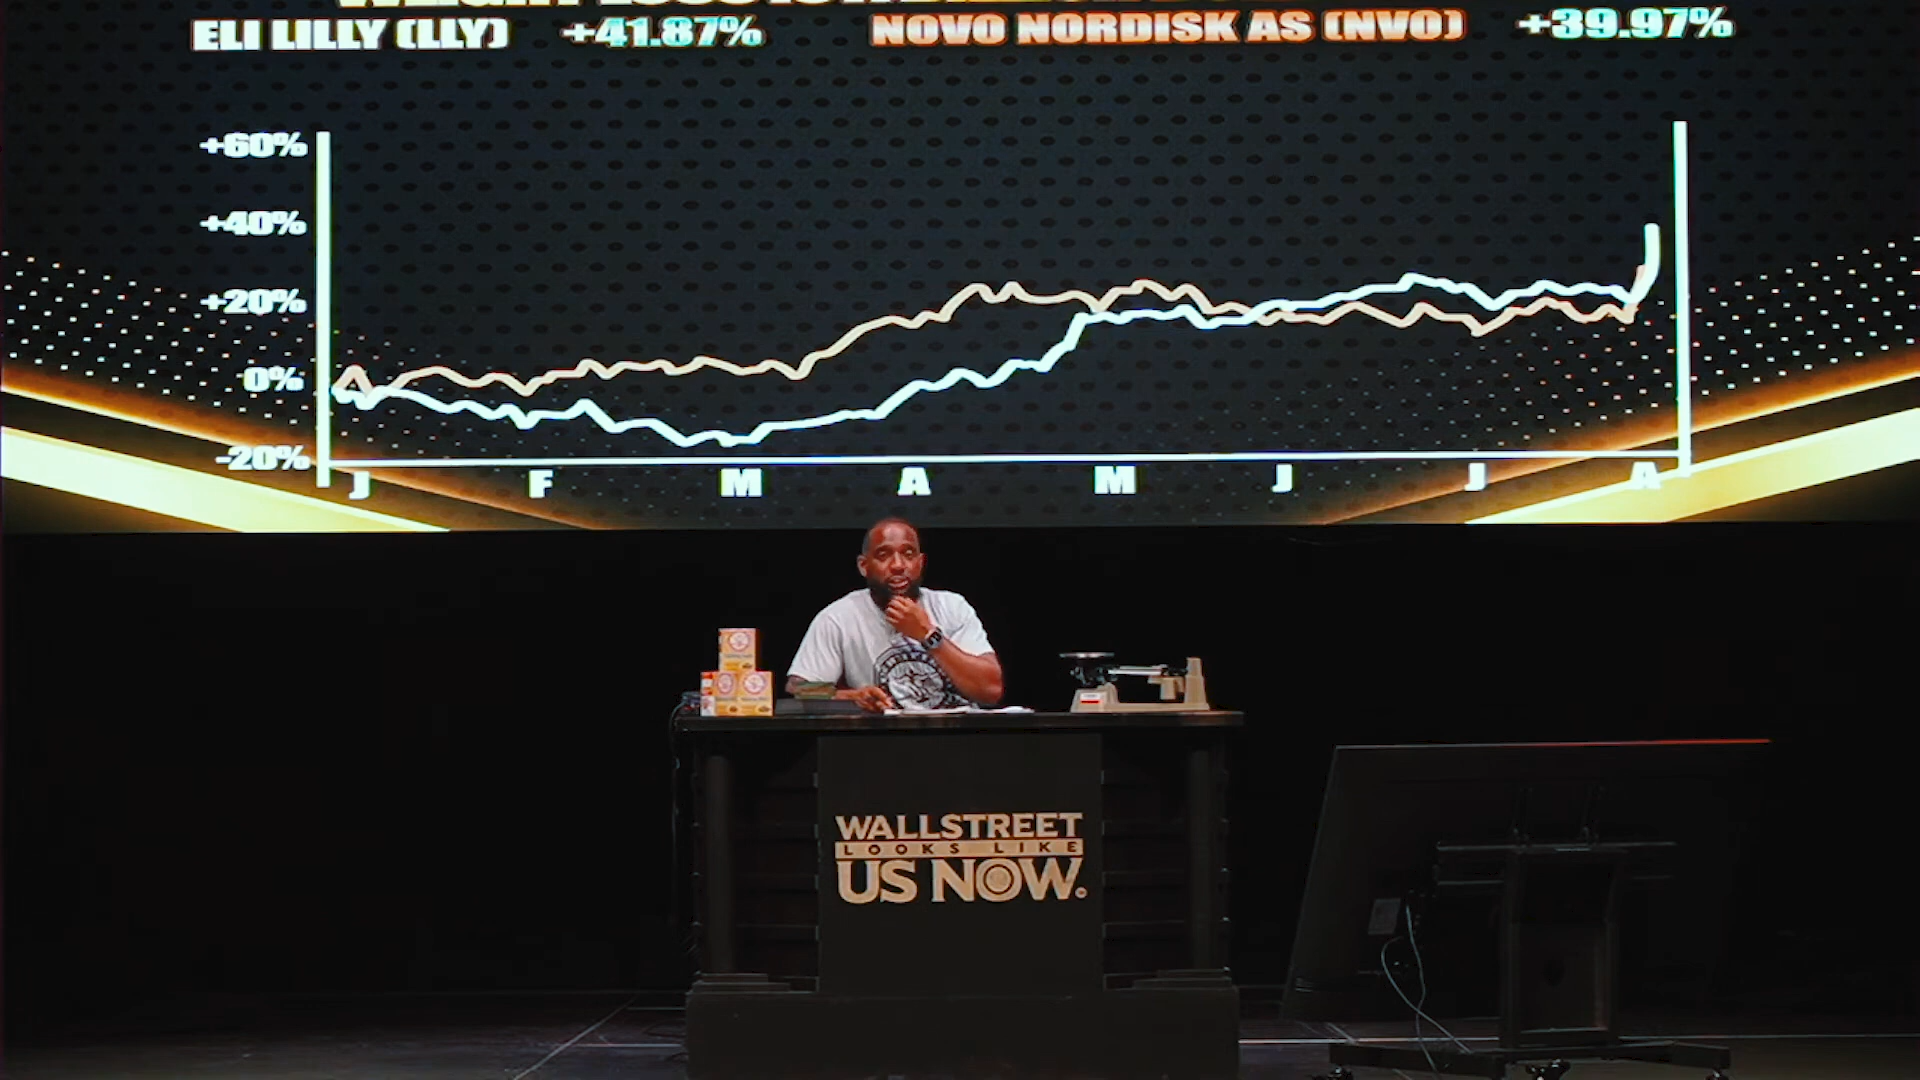 ELI LILLY (LLY) +41.87% NOVO NORDISK AS (NVO) +39.97%
+60%
+40%
+20%
0%
-20%
J F M A M J J A
WALLSTREET
LOOKS LIKE
US NOW.